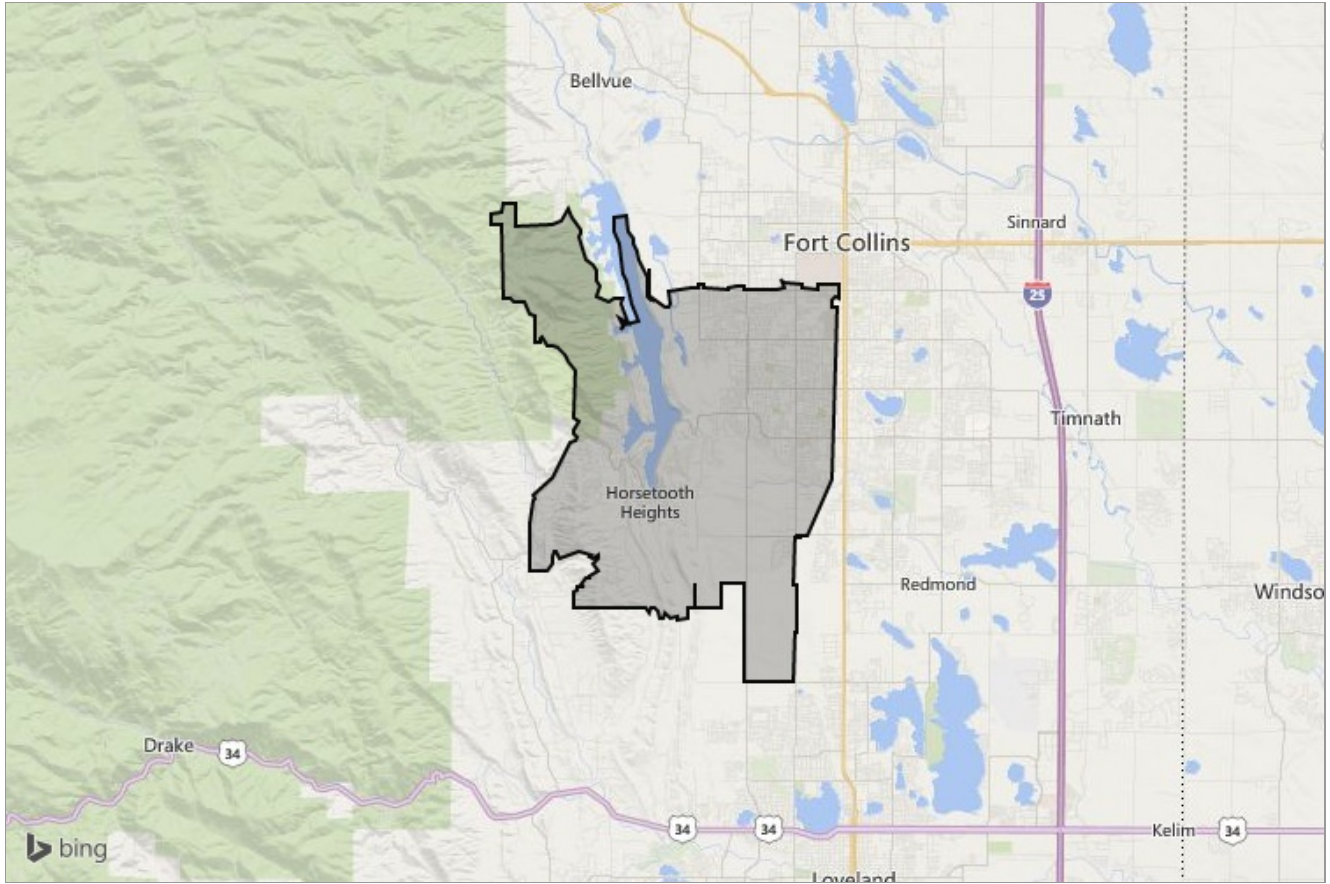 Bellvue
Sinnard
Fort Collins
25
Timnath
Horsetooth
Heights
Redmond
Windso
Drake
34
34
34
Kelim
34
bing
Loveland